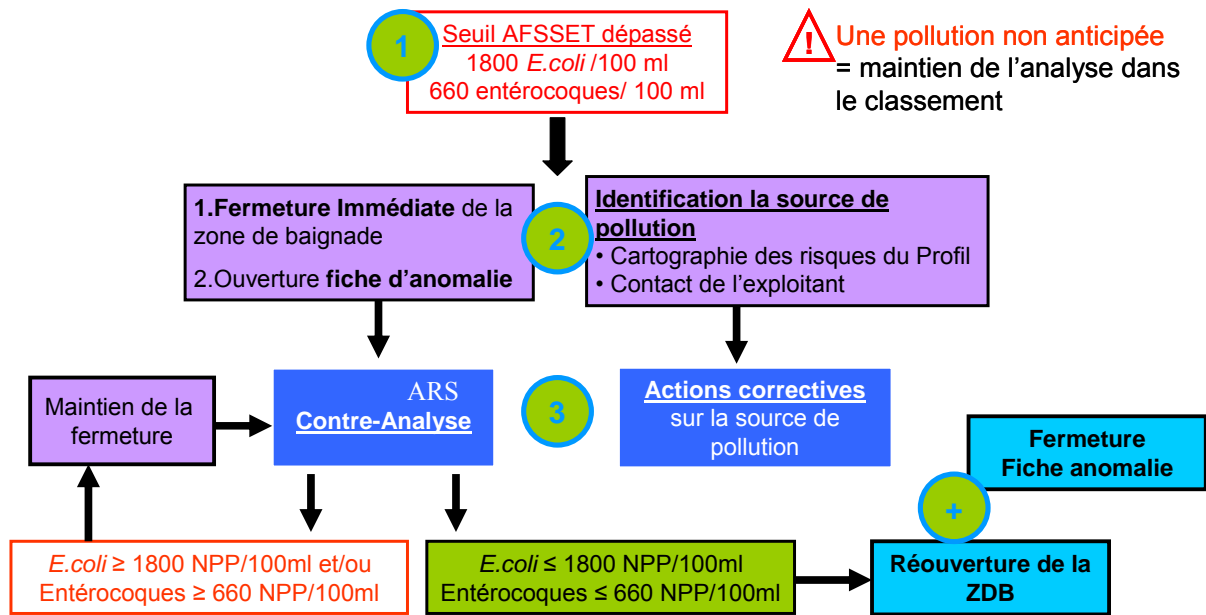 1
Seuil AFSSET dépassé
1800 E.coli /100 ml
660 entérocoques/ 100 ml
!
Une pollution non anticipée
= maintien de l'analyse dans
le classement
1.Fermeture Immédiate de la
zone de baignade
2.Ouverture fiche d'anomalie
2
Identification la source de
pollution
• Cartographie des risques du Profil
• Contact de l'exploitant
Maintien de la
fermeture
ARS
Contre-Analyse
3
Actions correctives
sur la source de
pollution
Fermeture
Fiche anomalie
+
E.coli ≥ 1800 NPP/100ml et/ou
Entérocoques ≥ 660 NPP/100ml
E.coli ≤ 1800 NPP/100ml
Entérocoques ≤ 660 NPP/100ml
Réouverture de la
ZDB